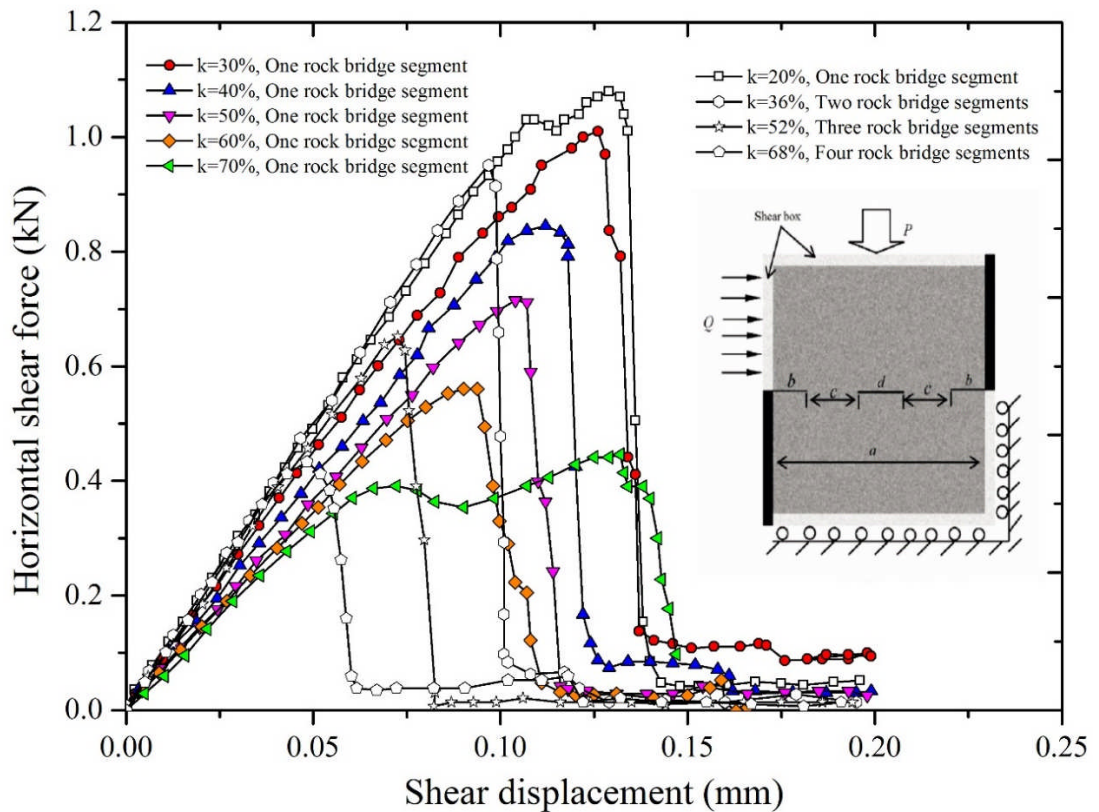 1.2
1.0
0.8
0.6
0.4
0.2
0.0
Horizontal shear force (kN)
k=30%, One rock bridge segment
k=40%, One rock bridge segment
k=50%, One rock bridge segment
k=60%, One rock bridge segment
k=70%, One rock bridge segment
k=20%, One rock bridge segment
k=36%, Two rock bridge segments
k=52%, Three rock bridge segments
k=68%, Four rock bridge segments
Shear box
P
Q
b c d c b
a
0.00 0.05 0.10 0.15 0.20 0.25
Shear displacement (mm)